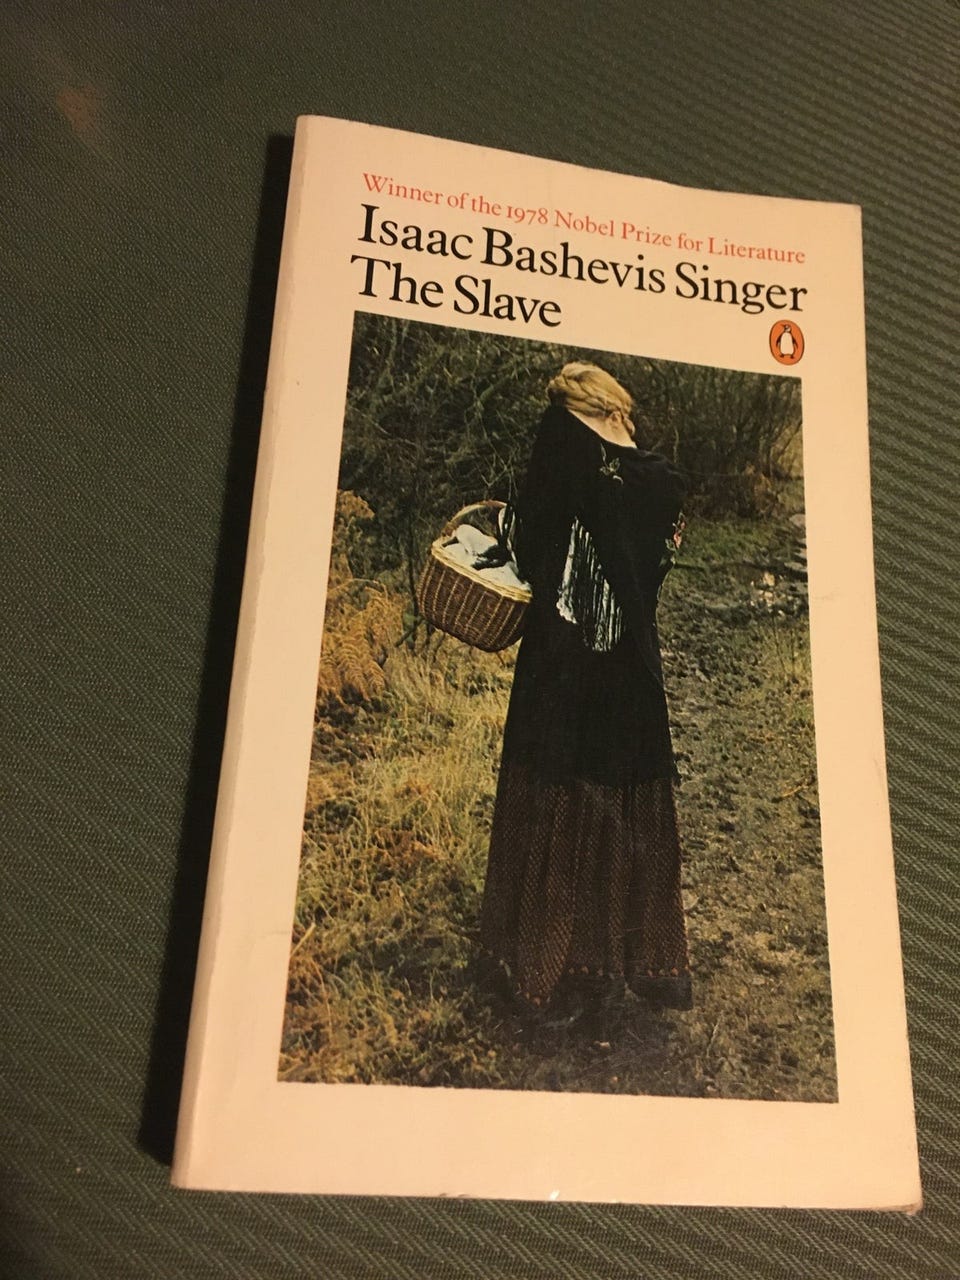 Winner of the 1978 Nobel Prize for Literature
Isaac Bashevis Singer
The Slave